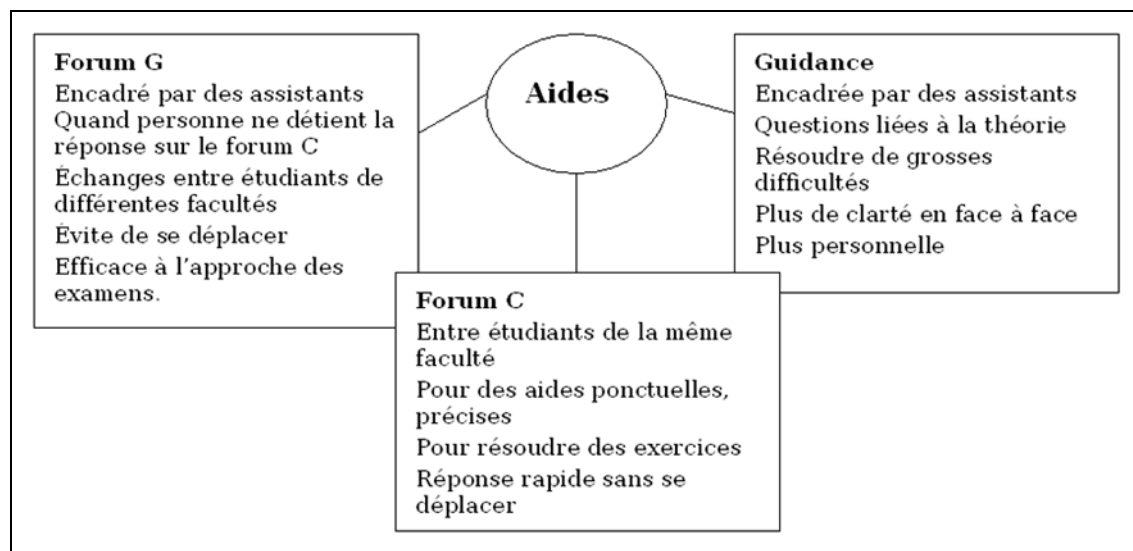 Aides
Forum G
Encadré par des assistants
Quand personne ne détient la
réponse sur le forum C
Échanges entre étudiants de
différentes facultés
Évite de se déplacer
Efficace à l’approche des
examens.
Guidance
Encadrée par des assistants
Questions liées à la théorie
Résoudre de grosses
difficultés
Plus de clarté en face à face
Plus personnelle
Forum C
Entre étudiants de la même
faculté
Pour des aides ponctuelles,
précises
Pour résoudre des exercices
Réponse rapide sans se
déplacer